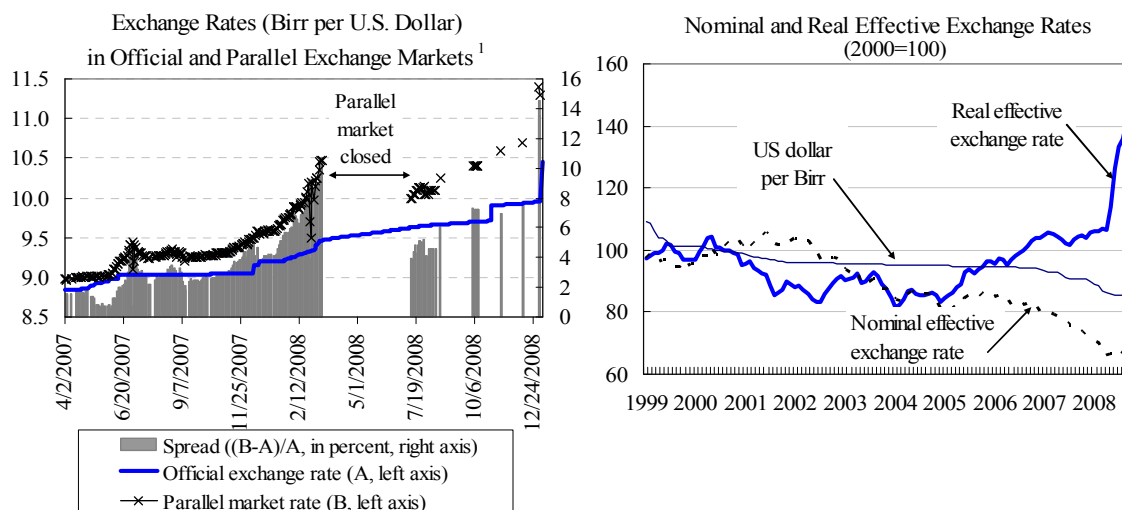 Exchange Rates (Birr per U.S. Dollar)
in Official and Parallel Exchange Markets 1
11.5
11.0
10.5
10.0
9.5
9.0
8.5
16
14
12
10
8
6
4
2
0
Parallel
market
closed
4/2/2007
6/20/2007
9/7/2007
11/25/2007
2/12/2008
5/1/2008
7/19/2008
10/6/2008
12/24/2008
Spread ((B-A)/A, in percent, right axis)
Official exchange rate (A, left axis)
Parallel market rate (B, left axis)
Nominal and Real Effective Exchange Rates
(2000=100)
160
140
120
100
80
60
Real effective
exchange rate
US dollar
per Birr
Nominal effective
exchange rate
1999 2000 2001 2002 2003 2004 2005 2006 2007 2008